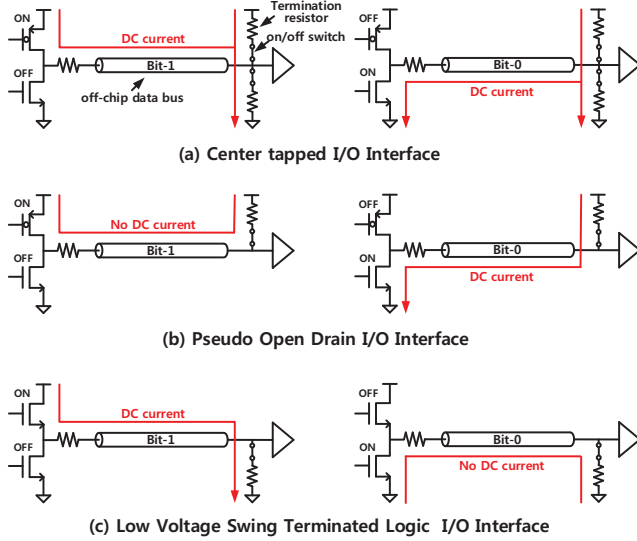 ON
DC current
Termination
resistor
on/off switch
OFF
Bit-1
off-chip data bus
OFF
ON
Bit-0
DC current
(a) Center tapped I/O Interface
ON
No DC current
OFF
Bit-1
OFF
ON
Bit-0
DC current
(b) Pseudo Open Drain I/O Interface
ON
DC current
OFF
Bit-1
OFF
ON
Bit-0
No DC current
(c) Low Voltage Swing Terminated Logic I/O Interface